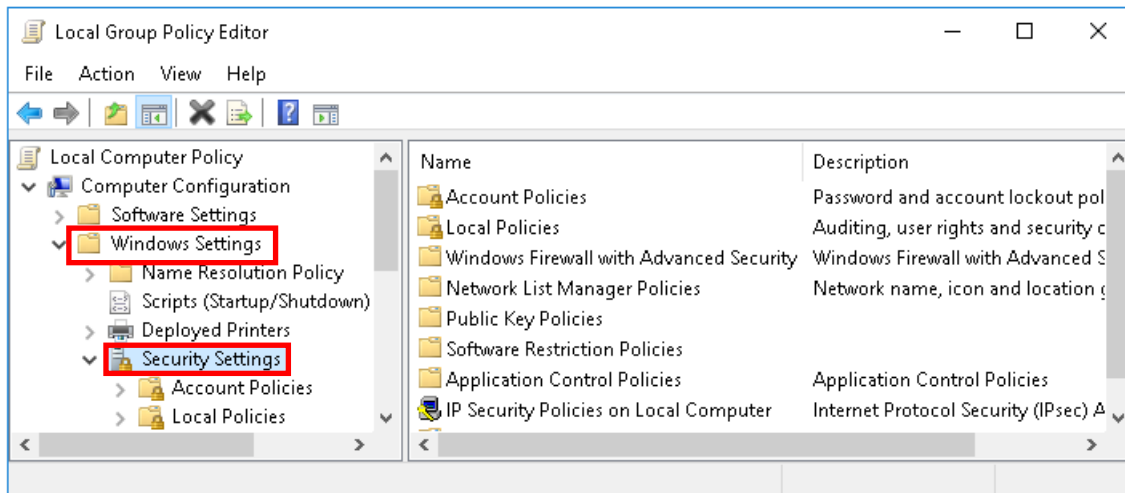 Local Group Policy Editor
File Action View Help
Local Computer Policy
Computer Configuration
Software Settings
Windows Settings
Name Resolution Policy
Scripts (Startup/Shutdown)
Deployed Printers
Security Settings
Account Policies
Local Policies
Name Description
Account Policies Password and account lockout pol
Local Policies Auditing, user rights and security c
Windows Firewall with Advanced Security Windows Firewall with Advanced S
Network List Manager Policies Network name, icon and location g
Public Key Policies
Software Restriction Policies
Application Control Policies Application Control Policies
IP Security Policies on Local Computer Internet Protocol Security (IPsec) A